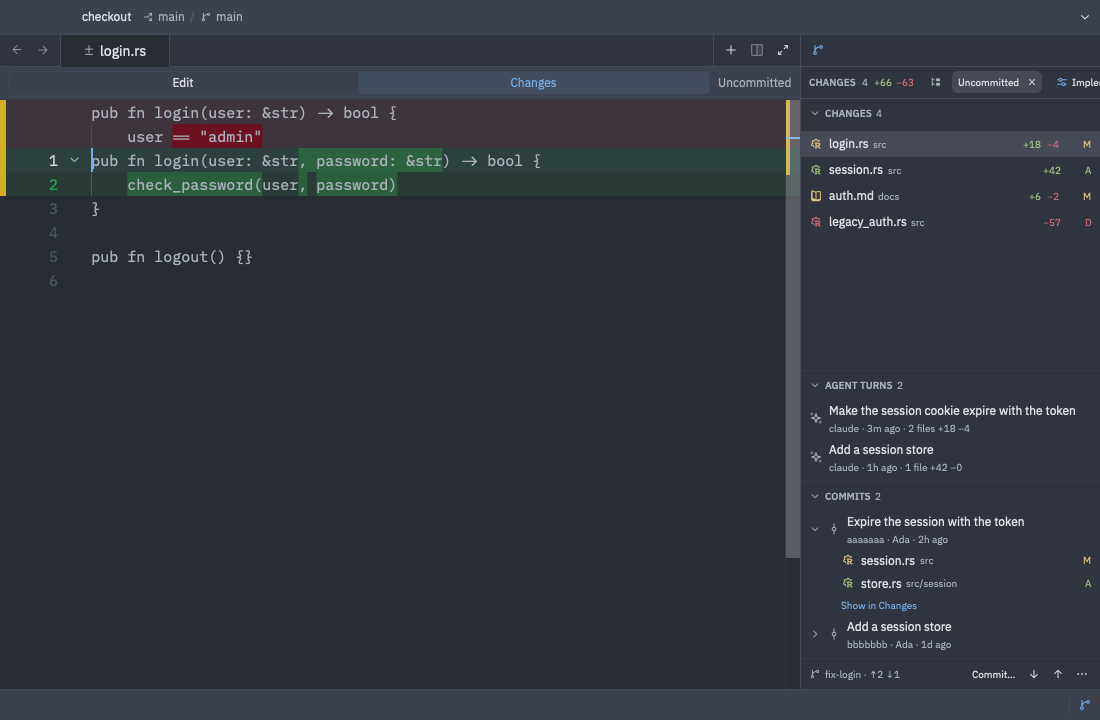 checkout main / main
± login.rs
Edit Changes Uncommitted
CHANGES 4 +66 −63 Uncommitted × Imple
pub fn login(user: &str) -> bool {
user == "admin"
1 pub fn login(user: &str, password: &str) -> bool {
2 check_password(user, password)
3 }
4
5 pub fn logout() {}
6
CHANGES 4
login.rs src +18 −4 M
session.rs src +42 A
auth.md docs +6 −2 M
legacy_auth.rs src −57 D
AGENT TURNS 2
Make the session cookie expire with the token
claude · 3m ago · 2 files +18 −4
Add a session store
claude · 1h ago · 1 file +42 −0
COMMITS 2
Expire the session with the token
aaaaaaa · Ada · 2h ago
session.rs src M
store.rs src/session A
Show in Changes
Add a session store
bbbbbbb · Ada · 1d ago
fix-login · ↑2 ↓1 Commit... ↓ ↑ ···